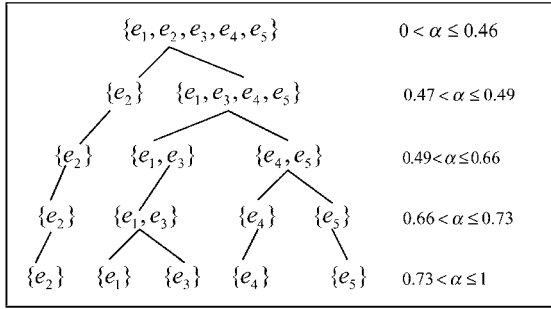 {e₁, e₂, e₃, e₄, e₅} 0 < α ≤ 0.46
{e₂} {e₁, e₃, e₄, e₅} 0.47 < α ≤ 0.49
{e₂} {e₁, e₃} {e₄, e₅} 0.49 < α ≤ 0.66
{e₂} {e₁, e₃} {e₄} {e₅} 0.66 < α ≤ 0.73
{e₂} {e₁} {e₃} {e₄} {e₅} 0.73 < α ≤ 1